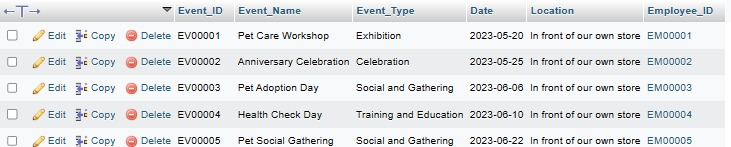 ←T→ Event_ID Event_Name Event_Type Date Location Employee_ID
Edit Copy Delete EV00001 Pet Care Workshop Exhibition 2023-05-20 In front of our own store EM00001
Edit Copy Delete EV00002 Anniversary Celebration Celebration 2023-05-25 In front of our own store EM00002
Edit Copy Delete EV00003 Pet Adoption Day Social and Gathering 2023-06-06 In front of our own store EM00003
Edit Copy Delete EV00004 Health Check Day Training and Education 2023-06-10 In front of our own store EM00004
Edit Copy Delete EV00005 Pet Social Gathering Social and Gathering 2023-06-22 In front of our own store EM00005